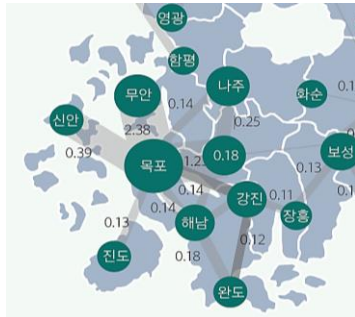 영광
함평
무안
나주
화순
0.14
신안
2.38
0.25
0.39
목포
0.18
보성
0.13
0.14
강진
0.11
0.14
해남
장흥
0.13
0.12
진도
0.18
완도